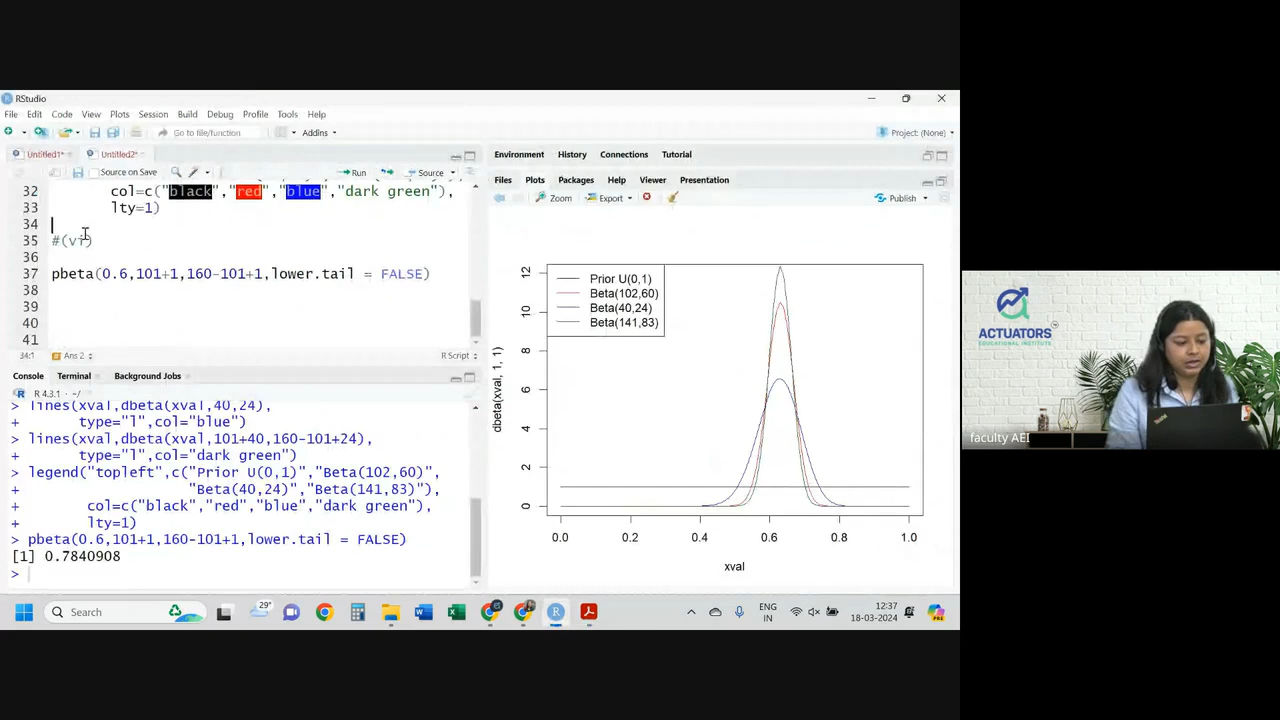 RStudio
File Edit Code View Plots Session Build Debug Profile Tools Help
Go to file/function Addins Project: (None)
Untitled1* Untitled2* Environment History Connections Tutorial
Source on Save Run Source Files Plots Packages Help Viewer Presentation
Zoom Export Publish
32 col=c("black","red","blue","dark green"),
33 lty=1)
34
35 #(vi)
36
37 pbeta(0.6,101+1,160-101+1,lower.tail = FALSE)
38
39
40
41
34:1 Ans 2 R Script
Console Terminal Background Jobs
R 4.3.1 · ~/
> lines(xval,dbeta(xval,40,24),
+ type="l",col="blue")
> lines(xval,dbeta(xval,101+40,160-101+24),
+ type="l",col="dark green")
> legend("topleft",c("Prior U(0,1)","Beta(102,60)",
+ "Beta(40,24)","Beta(141,83)"),
+ col=c("black","red","blue","dark green"),
+ lty=1)
> pbeta(0.6,101+1,160-101+1,lower.tail = FALSE)
[1] 0.7840908
>
Prior U(0,1)
Beta(102,60)
Beta(40,24)
Beta(141,83)
dbeta(xval, 1, 1)
12
10
8
6
4
2
0
0.0 0.2 0.4 0.6 0.8 1.0
xval
ACTUATORS
EDUCATIONAL INSTITUTE
faculty AEI
Search 29° ENG IN 12:37 18-03-2024